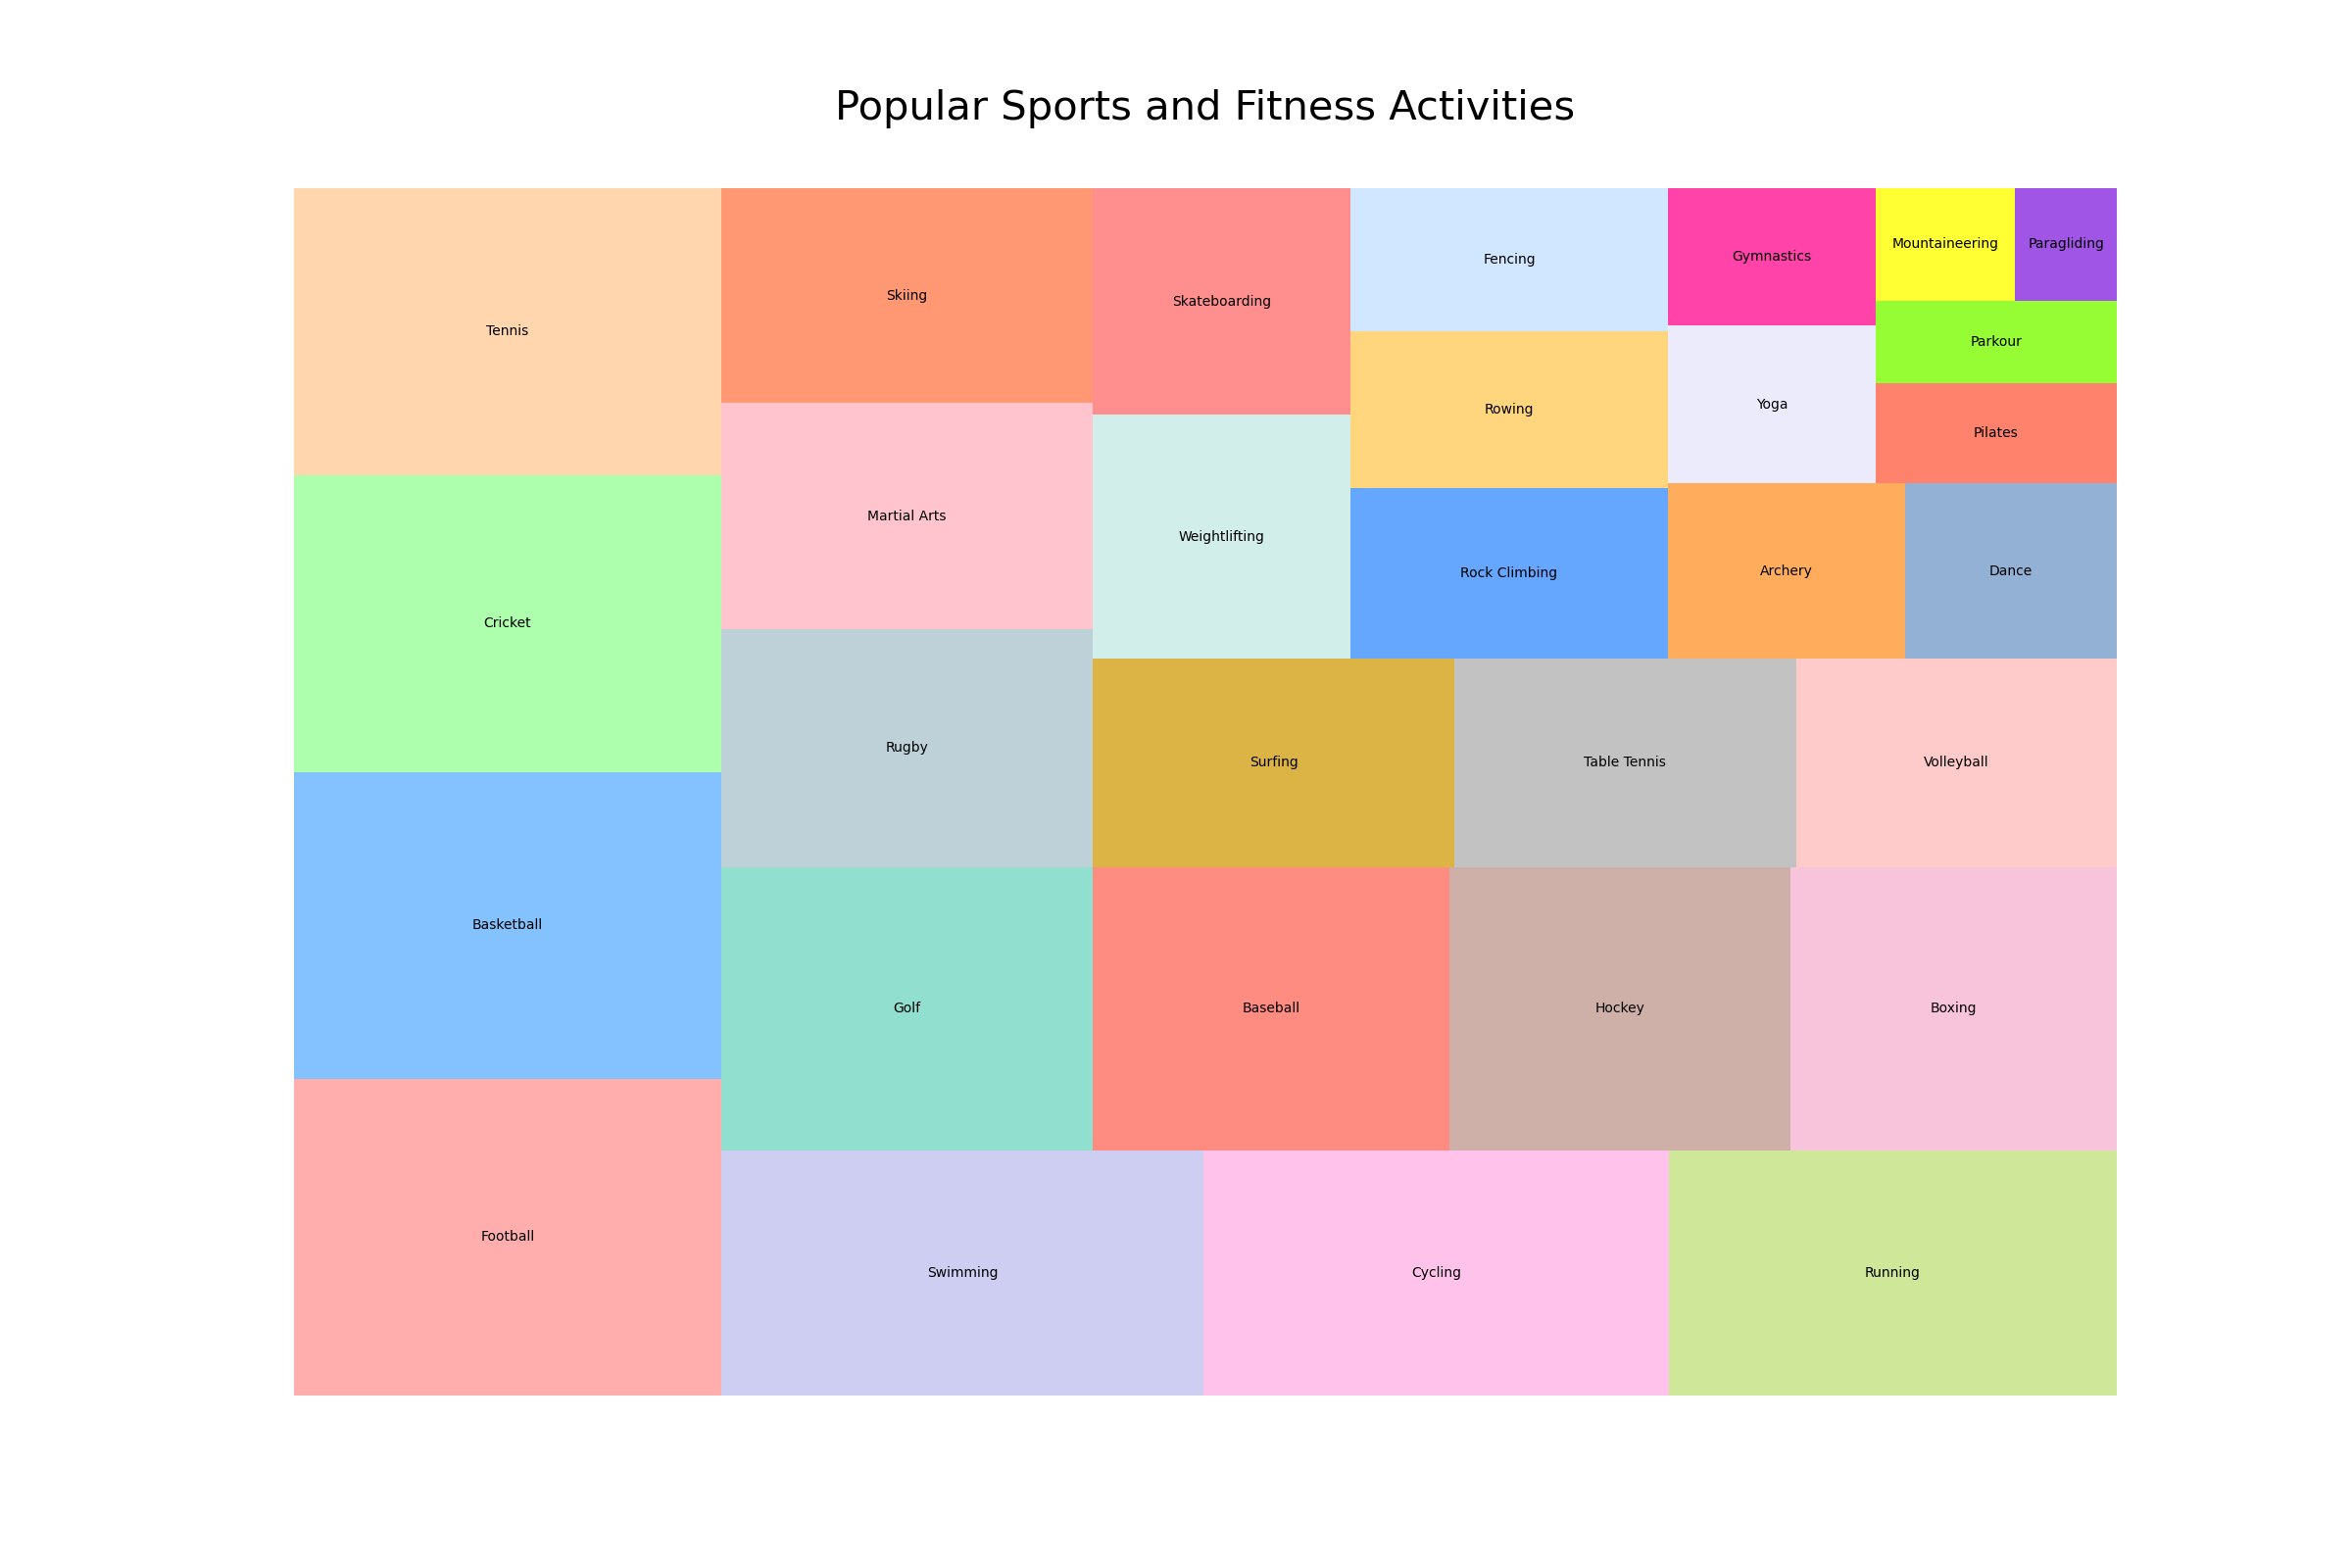 Popular Sports and Fitness Activities
Tennis
Cricket
Basketball
Football
Skiing
Martial Arts
Rugby
Golf
Swimming
Cycling
Running
Baseball
Hockey
Boxing
Surfing
Table Tennis
Volleyball
Skateboarding
Weightlifting
Fencing
Rowing
Rock Climbing
Gymnastics
Yoga
Archery
Dance
Mountaineering
Paragliding
Parkour
Pilates